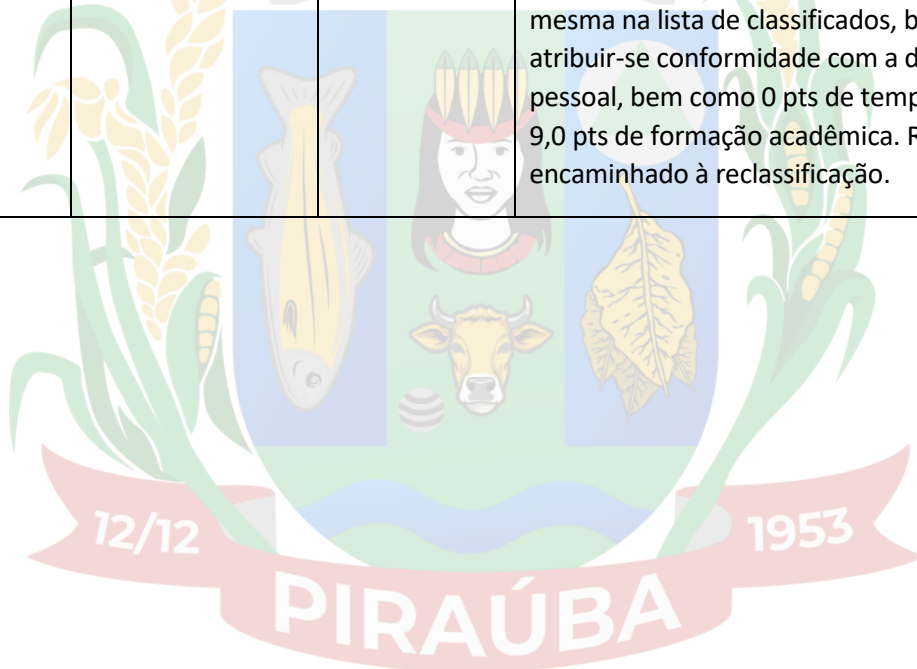 mesma na lista de classificados, b
atribuir-se conformidade com a d
pessoal, bem como 0 pts de temp
9,0 pts de formação acadêmica. R
encaminhado à reclassificação.
12/12
1953
PIRAÚBA